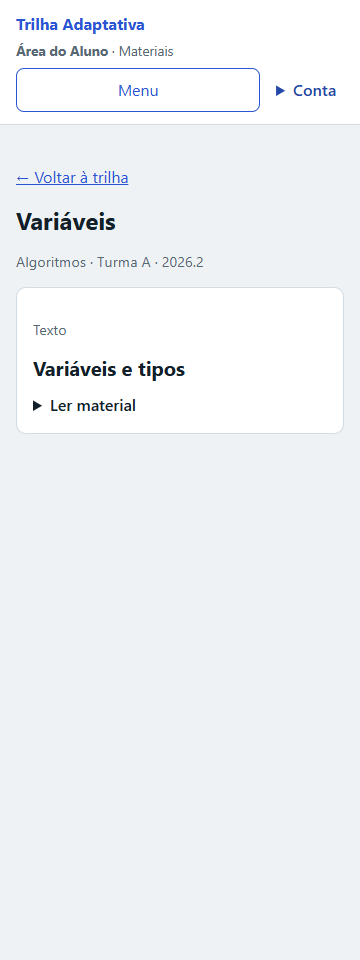 Trilha Adaptativa
Área do Aluno · Materiais
Menu
▶ Conta
← Voltar à trilha
Variáveis
Algoritmos · Turma A · 2026.2
Texto
Variáveis e tipos
▶ Ler material